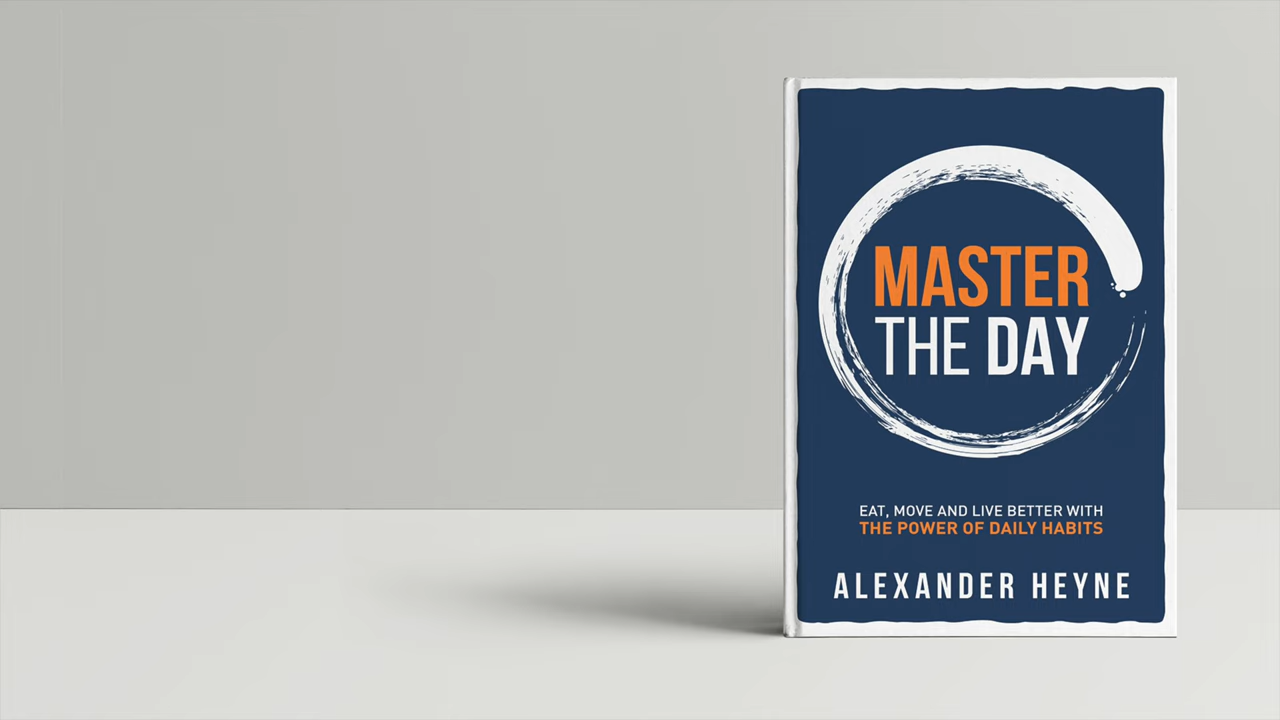 MASTER
THE DAY
EAT, MOVE AND LIVE BETTER WITH
THE POWER OF DAILY HABITS
ALEXANDER HEYNE